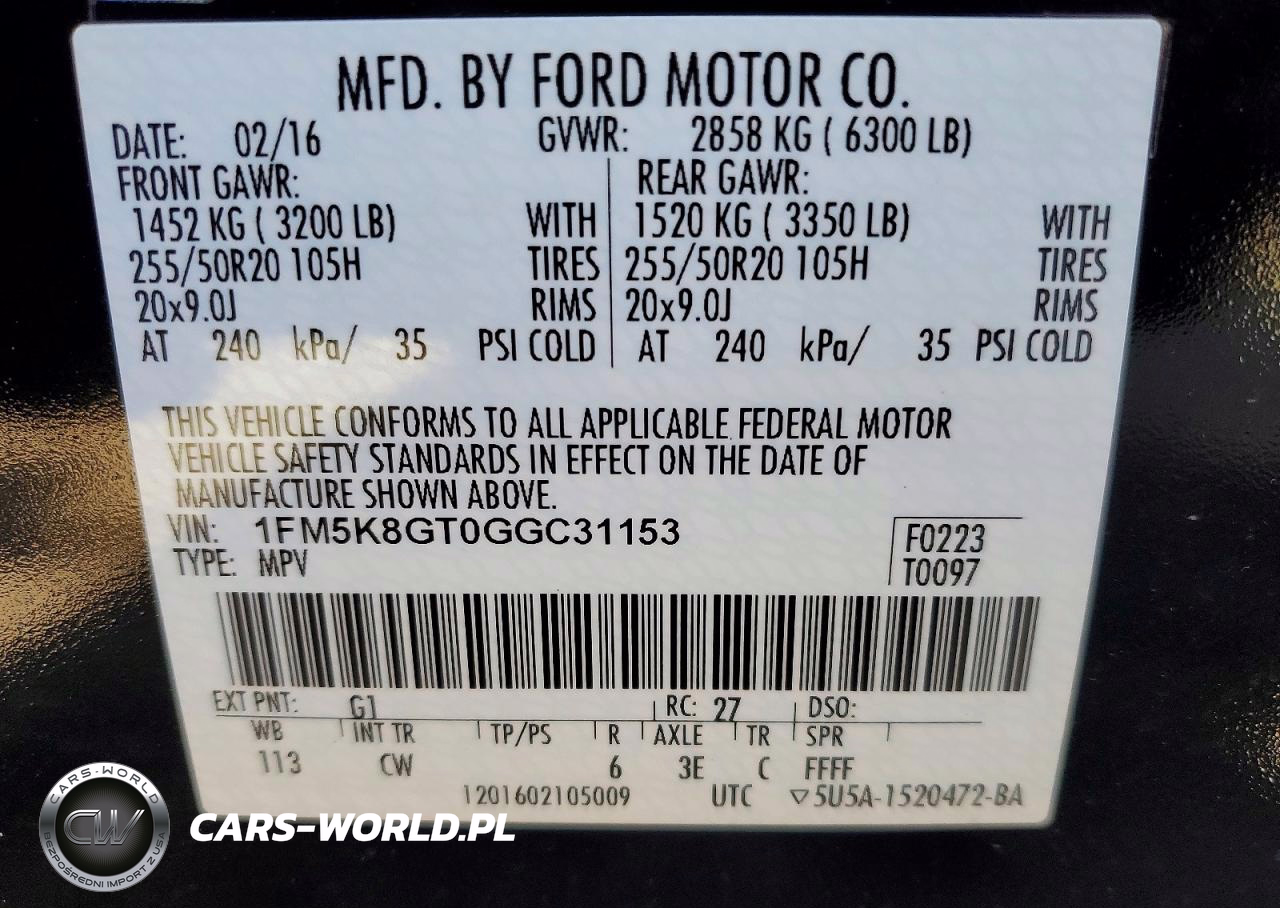 MFD. BY FORD MOTOR CO.
DATE: 02/16 GVWR: 2858 KG ( 6300 LB)
FRONT GAWR: REAR GAWR:
1452 KG ( 3200 LB) WITH 1520 KG ( 3350 LB) WITH
255/50R20 105H TIRES 255/50R20 105H TIRES
20x9.0J RIMS 20x9.0J RIMS
AT 240 kPa/ 35 PSI COLD AT 240 kPa/ 35 PSI COLD
THIS VEHICLE CONFORMS TO ALL APPLICABLE FEDERAL MOTOR
VEHICLE SAFETY STANDARDS IN EFFECT ON THE DATE OF
MANUFACTURE SHOWN ABOVE.
VIN: 1FM5K8GT0GGC31153 F0223
TYPE: MPV T0097
EXT PNT: G1 RC: 27 DSO:
WB INT TR TP/PS R AXLE TR SPR
113 CW 6 3E C FFFF
1201602105009 UTC ▽5U5A-1520472-BA
CARS-WORLD
CW
BEZPOŚREDNI IMPORT Z USA
CARS-WORLD.PL